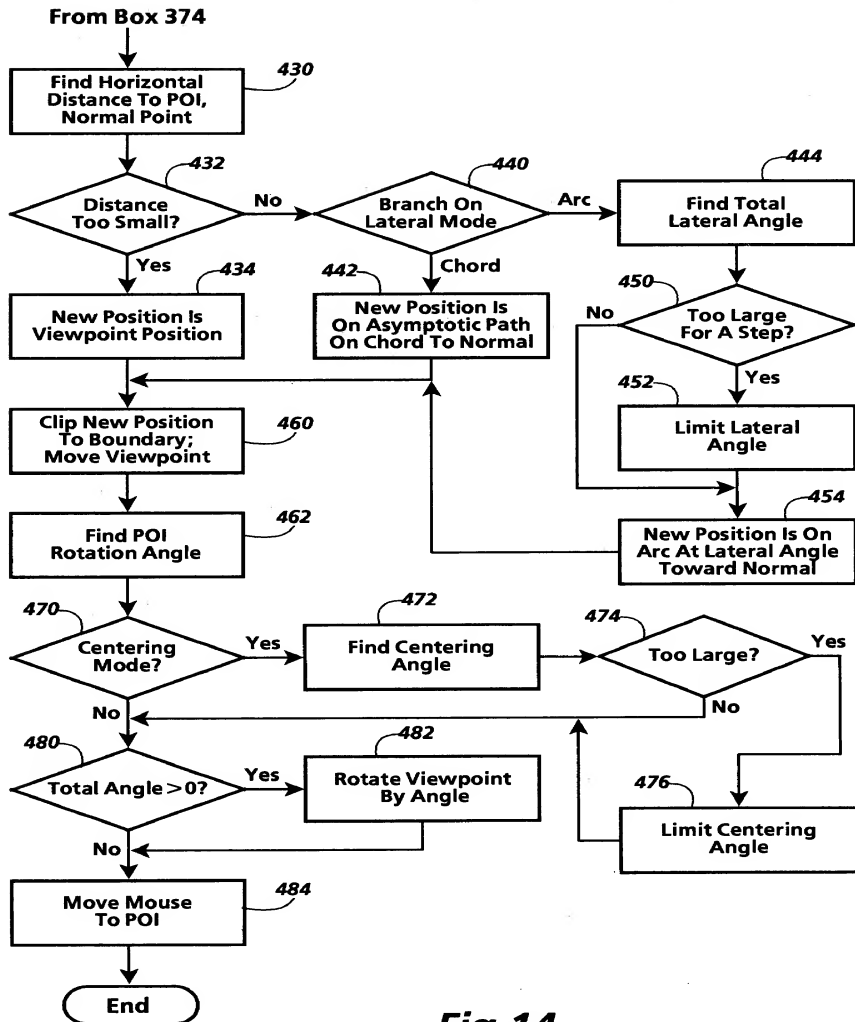 From Box 374
Find Horizontal
Distance To POI,
Normal Point
430
Distance
Too Small?
432
No
Yes
Branch On
Lateral Mode
440
Arc
Chord
Find Total
Lateral Angle
444
New Position Is
Viewpoint Position
434
New Position Is
On Asymptotic Path
On Chord To Normal
442
Too Large
For A Step?
450
No
Yes
Limit Lateral
Angle
452
New Position Is On
Arc At Lateral Angle
Toward Normal
454
Clip New Position
To Boundary;
Move Viewpoint
460
Find POI
Rotation Angle
462
Centering
Mode?
470
Yes
No
Find Centering
Angle
472
Too Large?
474
Yes
No
Limit Centering
Angle
476
Total Angle > 0?
480
Yes
No
Rotate Viewpoint
By Angle
482
Move Mouse
To POI
484
End
Fig. 14